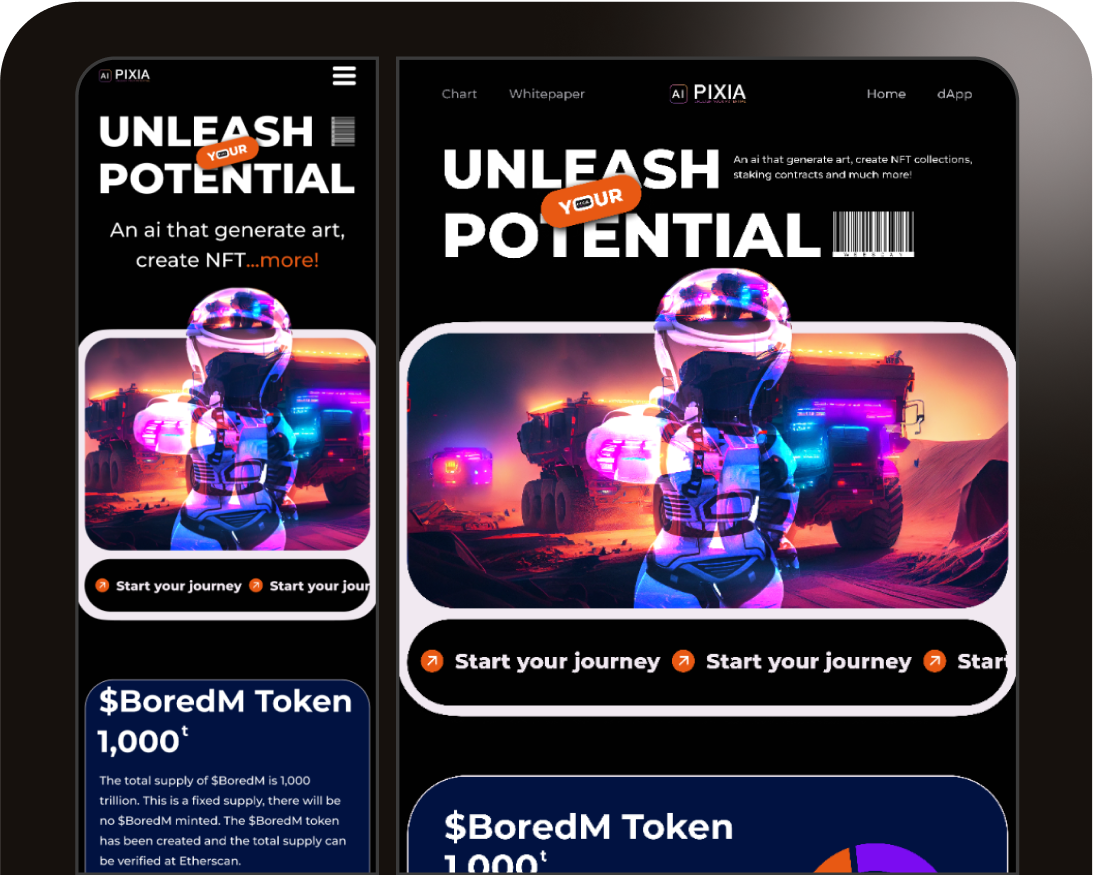 AI PIXIA
UNLEASH
YOUR
POTENTIAL
An ai that generate art,
create NFT...more!
Start your journey Start your jour
$BoredM Token
1,000t
The total supply of $BoredM is 1,000
trillion. This is a fixed supply, there will be
no $BoredM minted. The $BoredM token
has been created and the total supply can
be verified at Etherscan.
Chart Whitepaper AI PIXIA Home dApp
UNLEASH
An ai that generate art, create NFT collections,
staking contracts and much more!
YOUR
POTENTIAL
Start your journey Start your journey Start
$BoredM Token
1,000t